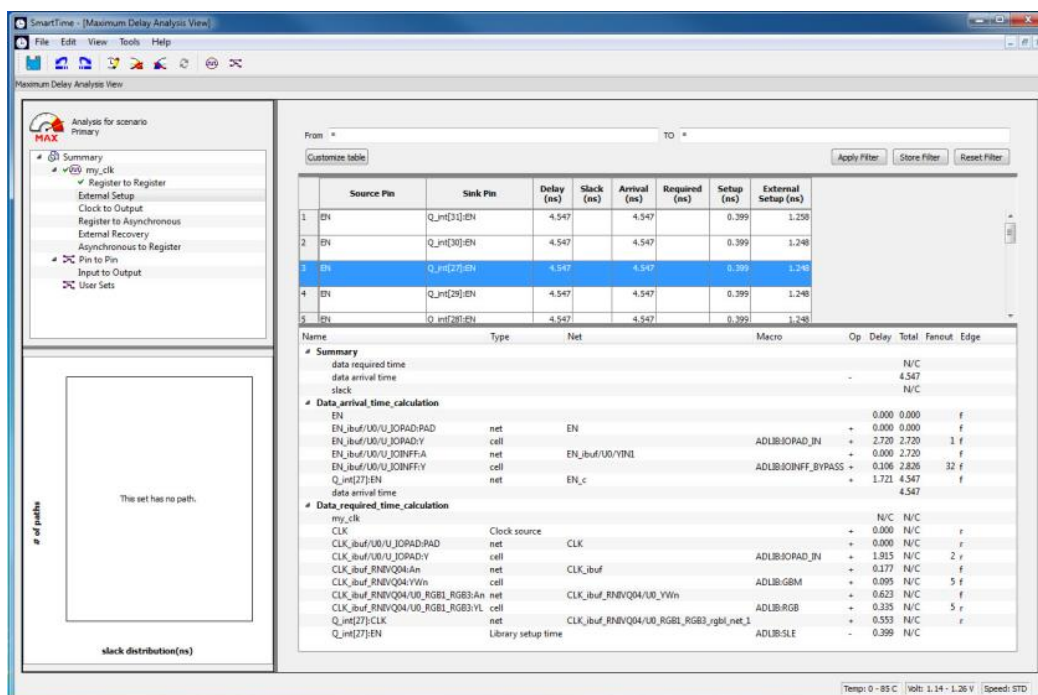 SmartTime - [Maximum Delay Analysis View]
File Edit View Tools Help
Maximum Delay Analysis View
MAX
Analysis for scenario
Primary
Summary
my_clk
Register to Register
External Setup
Clock to Output
Register to Asynchronous
External Recovery
Asynchronous to Register
Pin to Pin
Input to Output
User Sets
# of paths
This set has no path.
slack distribution(ns)
From * TO *
Customize table Apply Filter Store Filter Reset Filter
Source Pin Sink Pin Delay (ns) Slack (ns) Arrival (ns) Required (ns) Setup (ns) External Setup (ns)
1 EN Q_int[31]:EN 4.547 4.547 0.399 1.258
2 EN Q_int[30]:EN 4.547 4.547 0.399 1.248
3 EN Q_int[27]:EN 4.547 4.547 0.399 1.248
4 EN Q_int[29]:EN 4.547 4.547 0.399 1.248
5 EN Q_int[28]:EN 4.547 4.547 0.399 1.248
Name Type Net Macro Op Delay Total Fanout Edge
Summary
data required time N/C
data arrival time - 4.547
slack N/C
Data_arrival_time_calculation
EN 0.000 0.000 f
EN_ibuf/U0/U_IOPAD:PAD net EN + 0.000 0.000 f
EN_ibuf/U0/U_IOPAD:Y cell ADLIB:IOPAD_IN + 2.720 2.720 1 f
EN_ibuf/U0/U_IOINFF:A net EN_ibuf/U0/YIN1 + 0.000 2.720 f
EN_ibuf/U0/U_IOINFF:Y cell ADLIB:IOINFF_BYPASS + 0.106 2.826 32 f
Q_int[27]:EN net EN_c + 1.721 4.547 f
data arrival time 4.547
Data_required_time_calculation
my_clk N/C N/C
CLK Clock source + 0.000 N/C r
CLK_ibuf/U0/U_IOPAD:PAD net CLK + 0.000 N/C r
CLK_ibuf/U0/U_IOPAD:Y cell ADLIB:IOPAD_IN + 1.915 N/C 2 r
CLK_ibuf_RNIVQ04:An net CLK_ibuf + 0.177 N/C f
CLK_ibuf_RNIVQ04:YWn cell ADLIB:GBM + 0.095 N/C 5 f
CLK_ibuf_RNIVQ04/U0_RGB1_RGB3:An net CLK_ibuf_RNIVQ04/U0_YWn + 0.623 N/C f
CLK_ibuf_RNIVQ04/U0_RGB1_RGB3:YL cell ADLIB:RGB + 0.335 N/C 5 r
Q_int[27]:CLK net CLK_ibuf_RNIVQ04/U0_RGB1_RGB3_rgbl_net_1 + 0.553 N/C r
Q_int[27]:EN Library setup time ADLIB:SLE - 0.399 N/C
Temp: 0 - 85 C Volt: 1.14 - 1.26 V Speed: STD